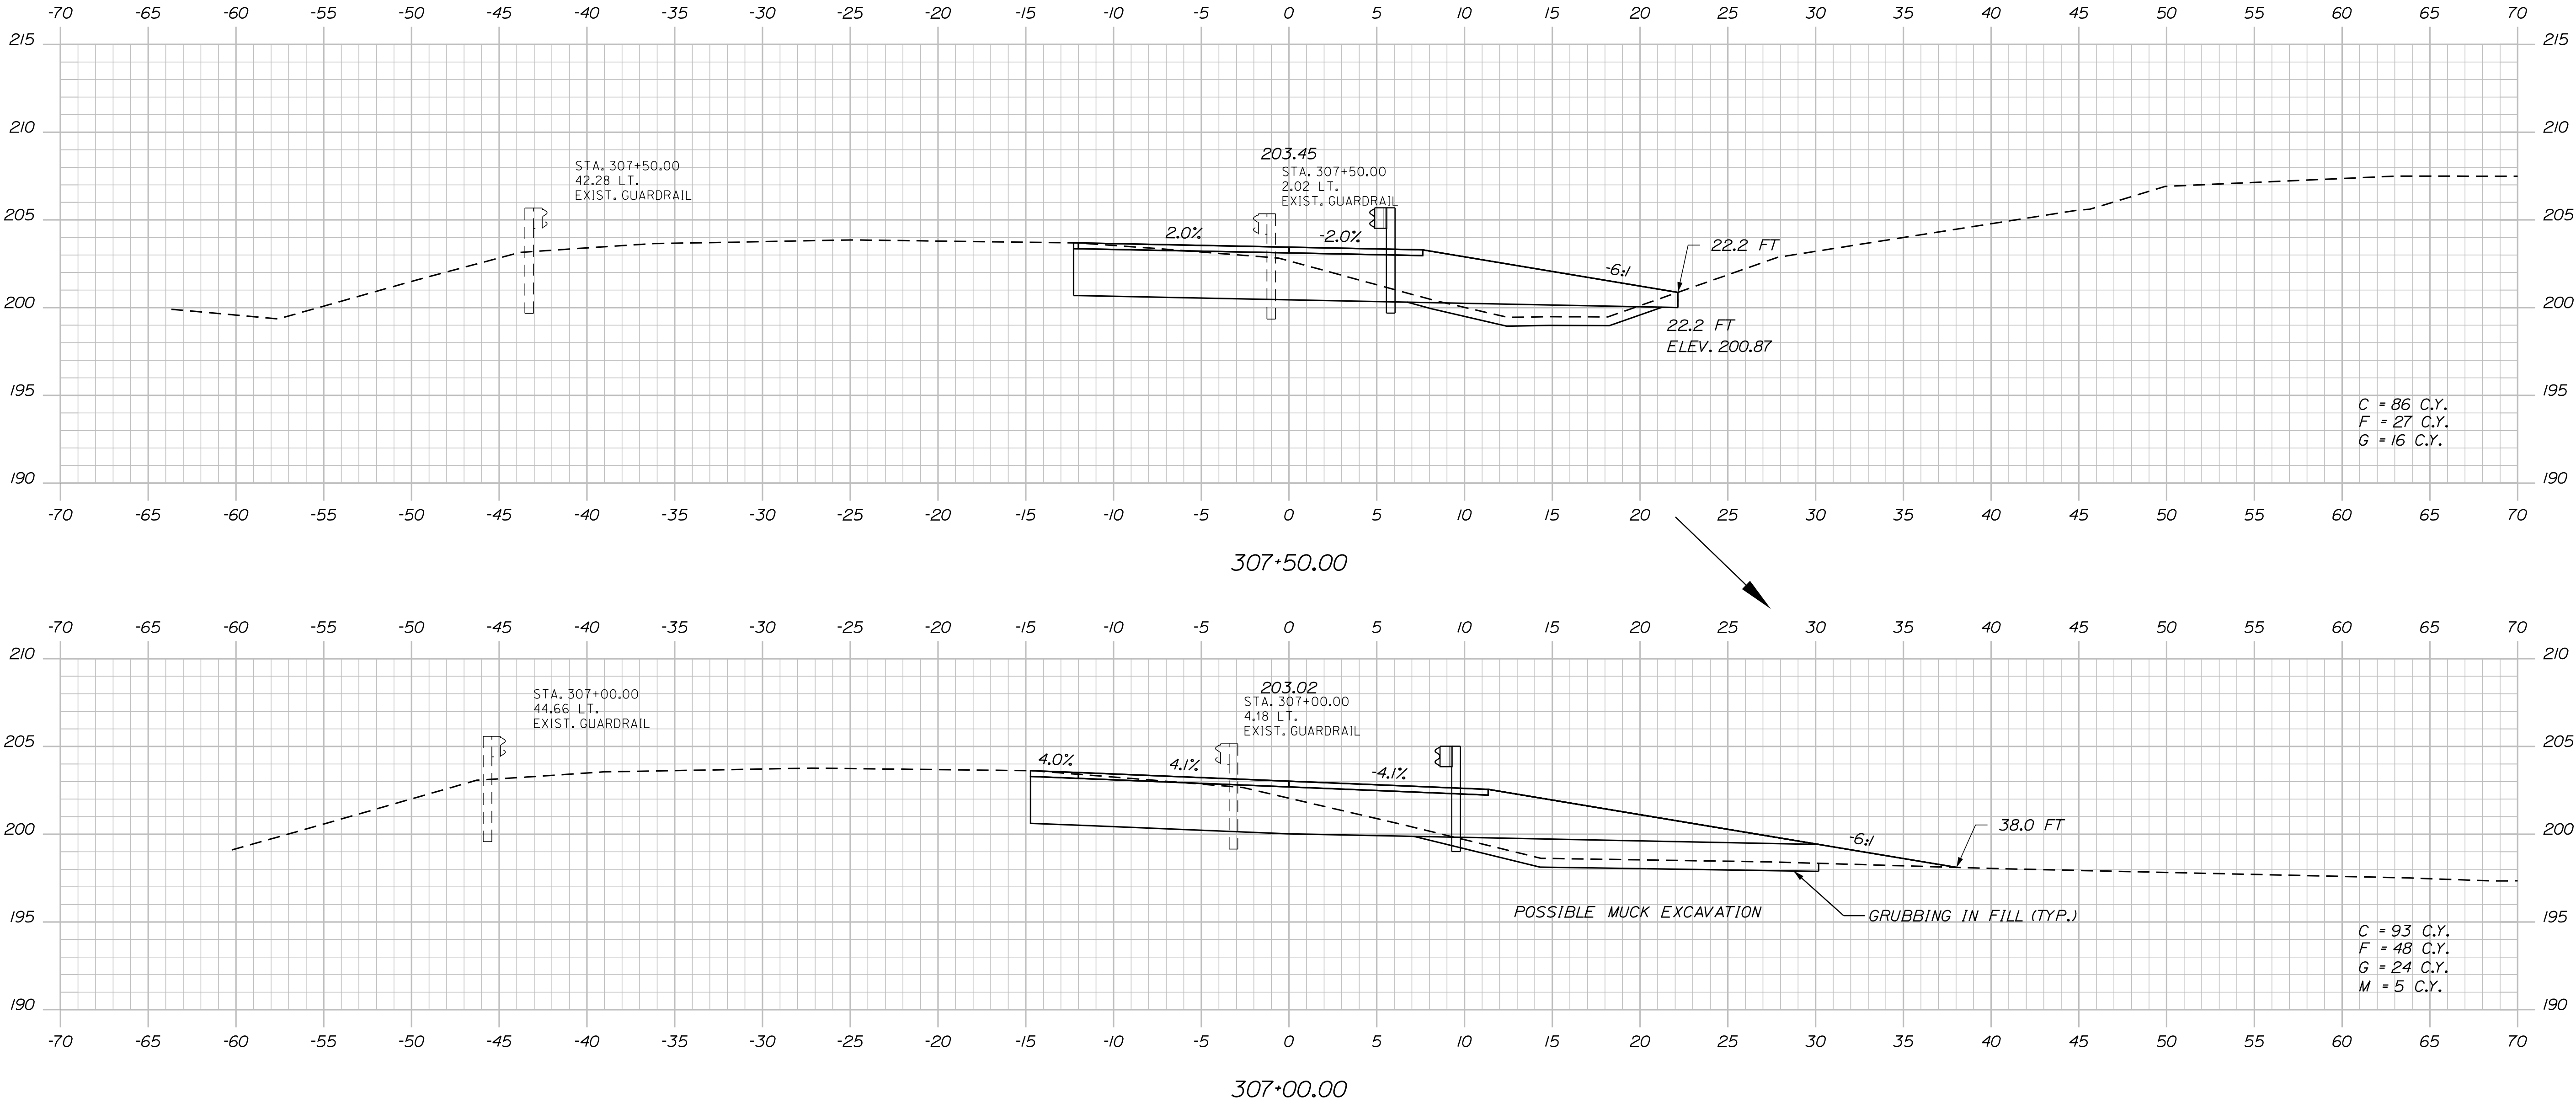 -70 -65 -60 -55 -50 -45 -40 -35 -30 -25 -20 -15 -10 -5 0 5 10 15 20 25 30 35 40 45 50 55 60 65 70
215 215
210 210
203.45
STA. 307+50.00
42.28 LT.
EXIST. GUARDRAIL
STA. 307+50.00
2.02 LT.
EXIST. GUARDRAIL
205 205
2.0% -2.0%
22.2 FT
-6:1
200 200
22.2 FT
ELEV. 200.87
195 195
C = 86 C.Y.
F = 27 C.Y.
G = 16 C.Y.
190 190
-70 -65 -60 -55 -50 -45 -40 -35 -30 -25 -20 -15 -10 -5 0 5 10 15 20 25 30 35 40 45 50 55 60 65 70
307+50.00
-70 -65 -60 -55 -50 -45 -40 -35 -30 -25 -20 -15 -10 -5 0 5 10 15 20 25 30 35 40 45 50 55 60 65 70
210 210
203.02
STA. 307+00.00
44.66 LT.
EXIST. GUARDRAIL
STA. 307+00.00
4.18 LT.
EXIST. GUARDRAIL
205 205
4.0% 4.1% -4.1%
38.0 FT
-6:1
200 200
POSSIBLE MUCK EXCAVATION
GRUBBING IN FILL (TYP.)
195 195
C = 93 C.Y.
F = 48 C.Y.
G = 24 C.Y.
M = 5 C.Y.
190 190
-70 -65 -60 -55 -50 -45 -40 -35 -30 -25 -20 -15 -10 -5 0 5 10 15 20 25 30 35 40 45 50 55 60 65 70
307+00.00